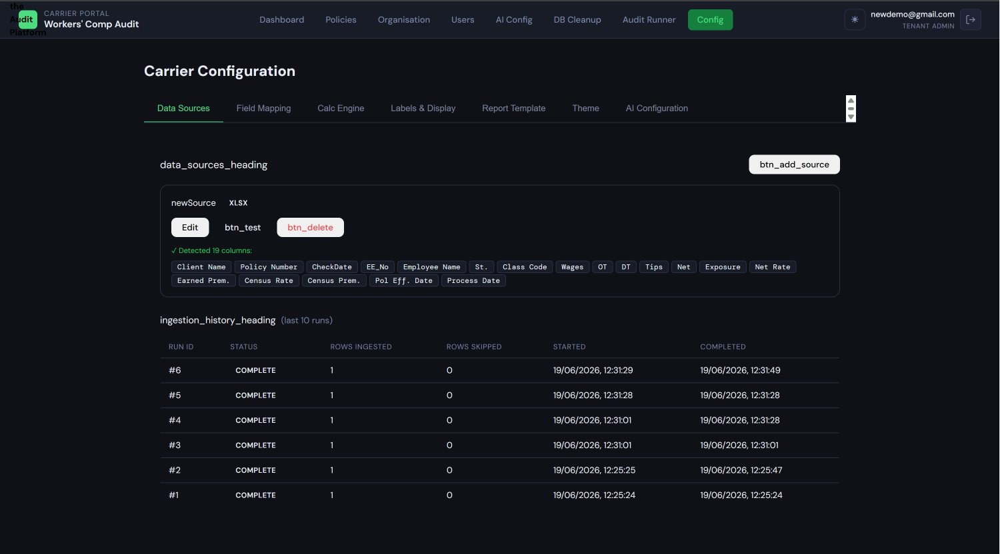 the
Audit
Platform
CARRIER PORTAL
Workers' Comp Audit
Dashboard Policies Organisation Users AI Config DB Cleanup Audit Runner Config
newdemo@gmail.com
TENANT ADMIN
Carrier Configuration
Data Sources Field Mapping Calc Engine Labels & Display Report Template Theme AI Configuration
data_sources_heading btn_add_source
newSource XLSX
Edit btn_test btn_delete
✓ Detected 19 columns:
Client Name Policy Number CheckDate EE_No Employee Name St. Class Code Wages OT DT Tips Net Exposure Net Rate
Earned Prem. Census Rate Census Prem. Pol Eff. Date Process Date
ingestion_history_heading (last 10 runs)
RUN ID STATUS ROWS INGESTED ROWS SKIPPED STARTED COMPLETED
#6 COMPLETE 1 0 19/06/2026, 12:31:29 19/06/2026, 12:31:49
#5 COMPLETE 1 0 19/06/2026, 12:31:28 19/06/2026, 12:31:28
#4 COMPLETE 1 0 19/06/2026, 12:31:01 19/06/2026, 12:31:28
#3 COMPLETE 1 0 19/06/2026, 12:31:01 19/06/2026, 12:31:01
#2 COMPLETE 1 0 19/06/2026, 12:25:25 19/06/2026, 12:25:47
#1 COMPLETE 1 0 19/06/2026, 12:25:24 19/06/2026, 12:25:24